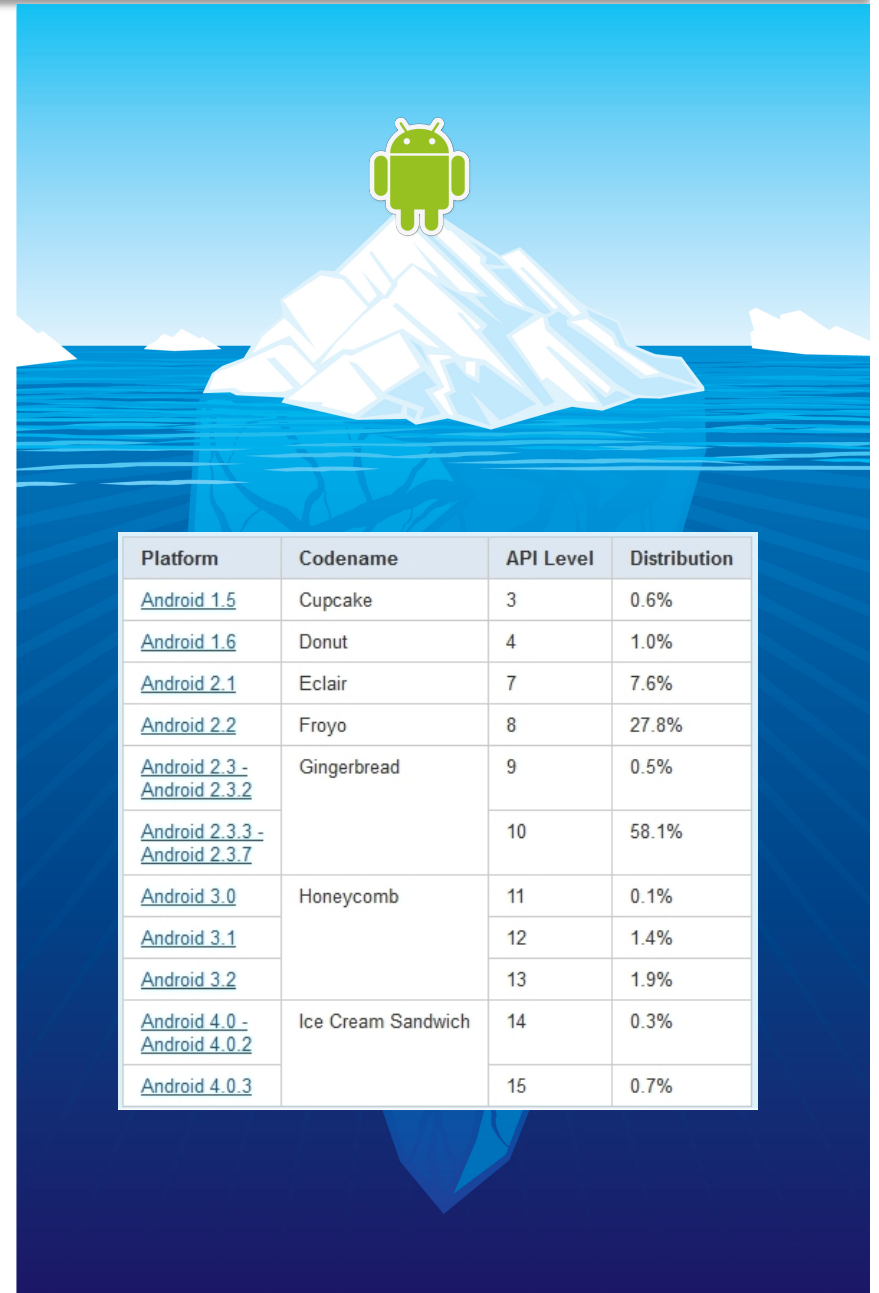 Platform Codename API Level Distribution
Android 1.5 Cupcake 3 0.6%
Android 1.6 Donut 4 1.0%
Android 2.1 Eclair 7 7.6%
Android 2.2 Froyo 8 27.8%
Android 2.3 - Gingerbread 9 0.5%
Android 2.3.2
Android 2.3.3 - 10 58.1%
Android 2.3.7
Android 3.0 Honeycomb 11 0.1%
Android 3.1 12 1.4%
Android 3.2 13 1.9%
Android 4.0 - Ice Cream Sandwich 14 0.3%
Android 4.0.2
Android 4.0.3 15 0.7%